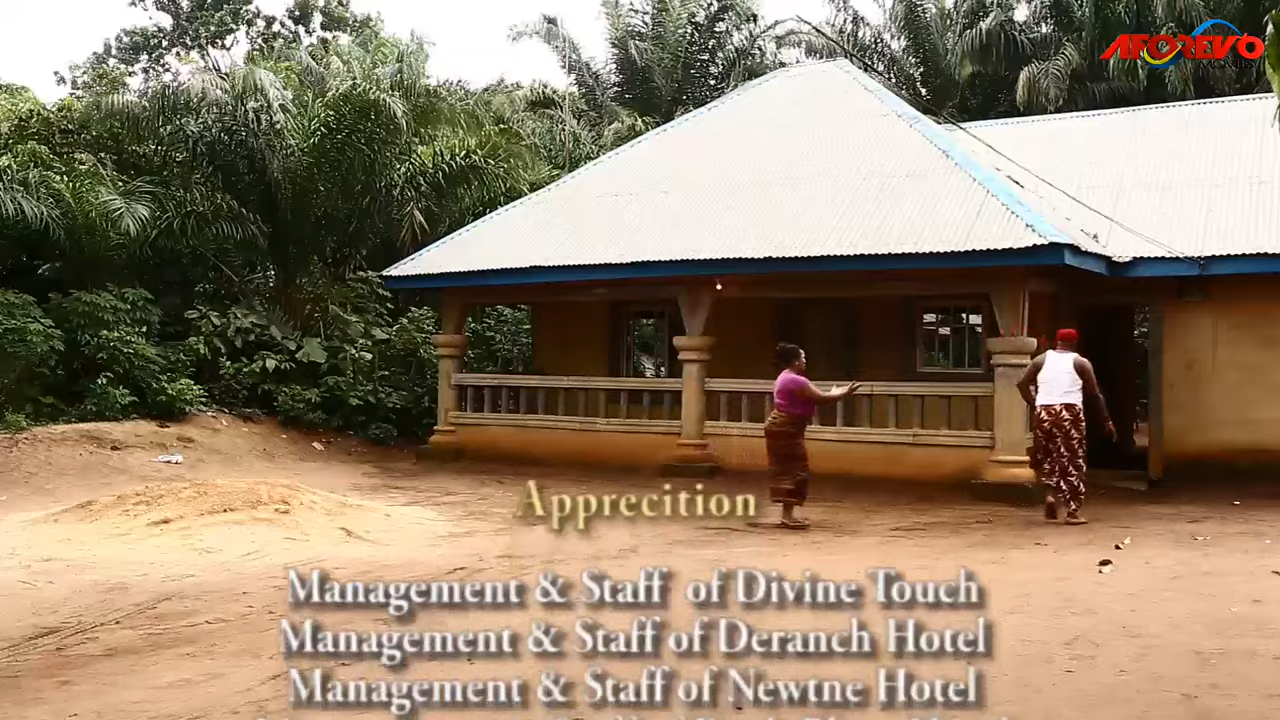 AFOREVO
Apprecition
Management & Staff of Divine Touch
Management & Staff of Deranch Hotel
Management & Staff of Newtne Hotel